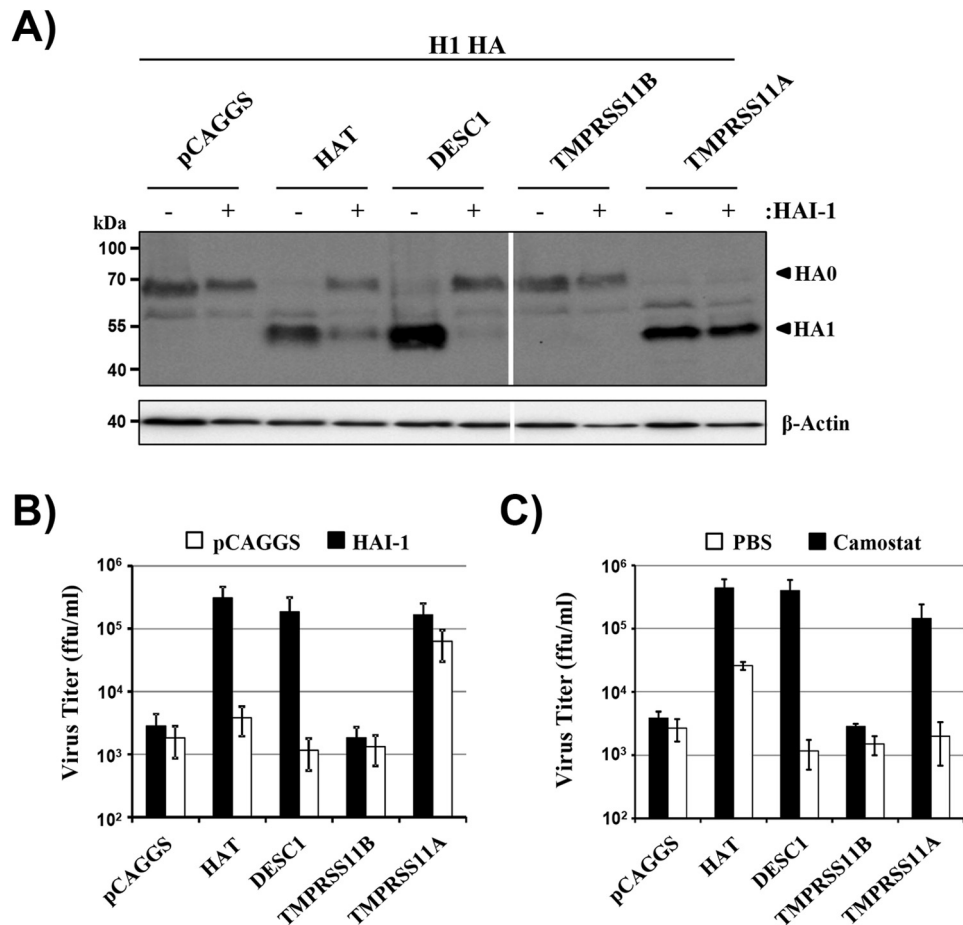 A)
H1 HA
pCAGGS HAT DESC1 TMPRSS11B TMPRSS11A
- + - + - + - + - + :HAI-1
kDa
100
70
55
40
HA0
HA1
40
β-Actin
B)
pCAGGS HAI-1
Virus Titer (ffu/ml)
10⁶
10⁵
10⁴
10³
10²
pCAGGS HAT DESC1 TMPRSS11B TMPRSS11A
C)
PBS Camostat
Virus Titer (ffu/ml)
10⁶
10⁵
10⁴
10³
10²
pCAGGS HAT DESC1 TMPRSS11B TMPRSS11A